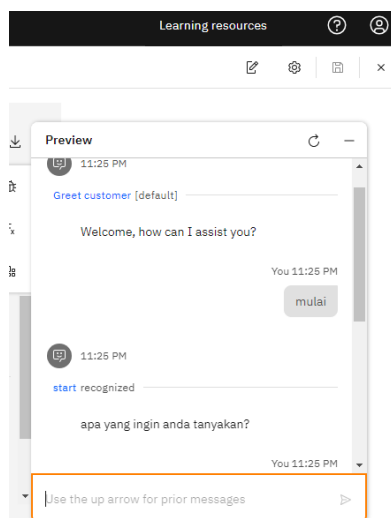 Learning resources
Preview
11:25 PM
Greet customer [default]
Welcome, how can I assist you?
You 11:25 PM
mulai
11:25 PM
start recognized
apa yang ingin anda tanyakan?
You 11:25 PM
Use the up arrow for prior messages